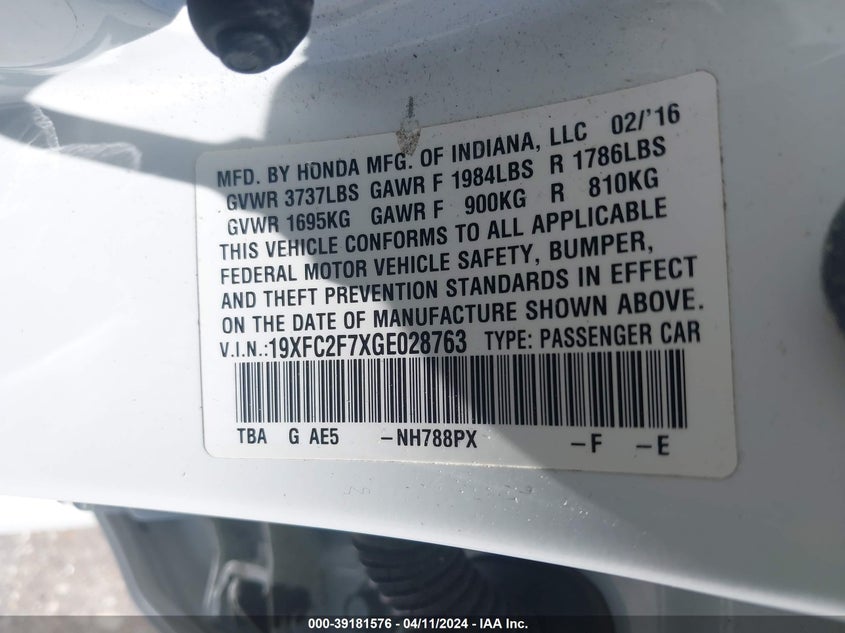 MFD. BY HONDA MFG. OF INDIANA, LLC 02/'16
GVWR 3737LBS GAWR F 1984LBS R 1786LBS
GVWR 1695KG GAWR F 900KG R 810KG
THIS VEHICLE CONFORMS TO ALL APPLICABLE
FEDERAL MOTOR VEHICLE SAFETY, BUMPER,
AND THEFT PREVENTION STANDARDS IN EFFECT
ON THE DATE OF MANUFACTURE SHOWN ABOVE.
V.I.N.:19XFC2F7XGE028763 TYPE: PASSENGER CAR
TBA G AE5 -NH788PX -F -E
000-39181576 - 04/11/2024 - IAA Inc.